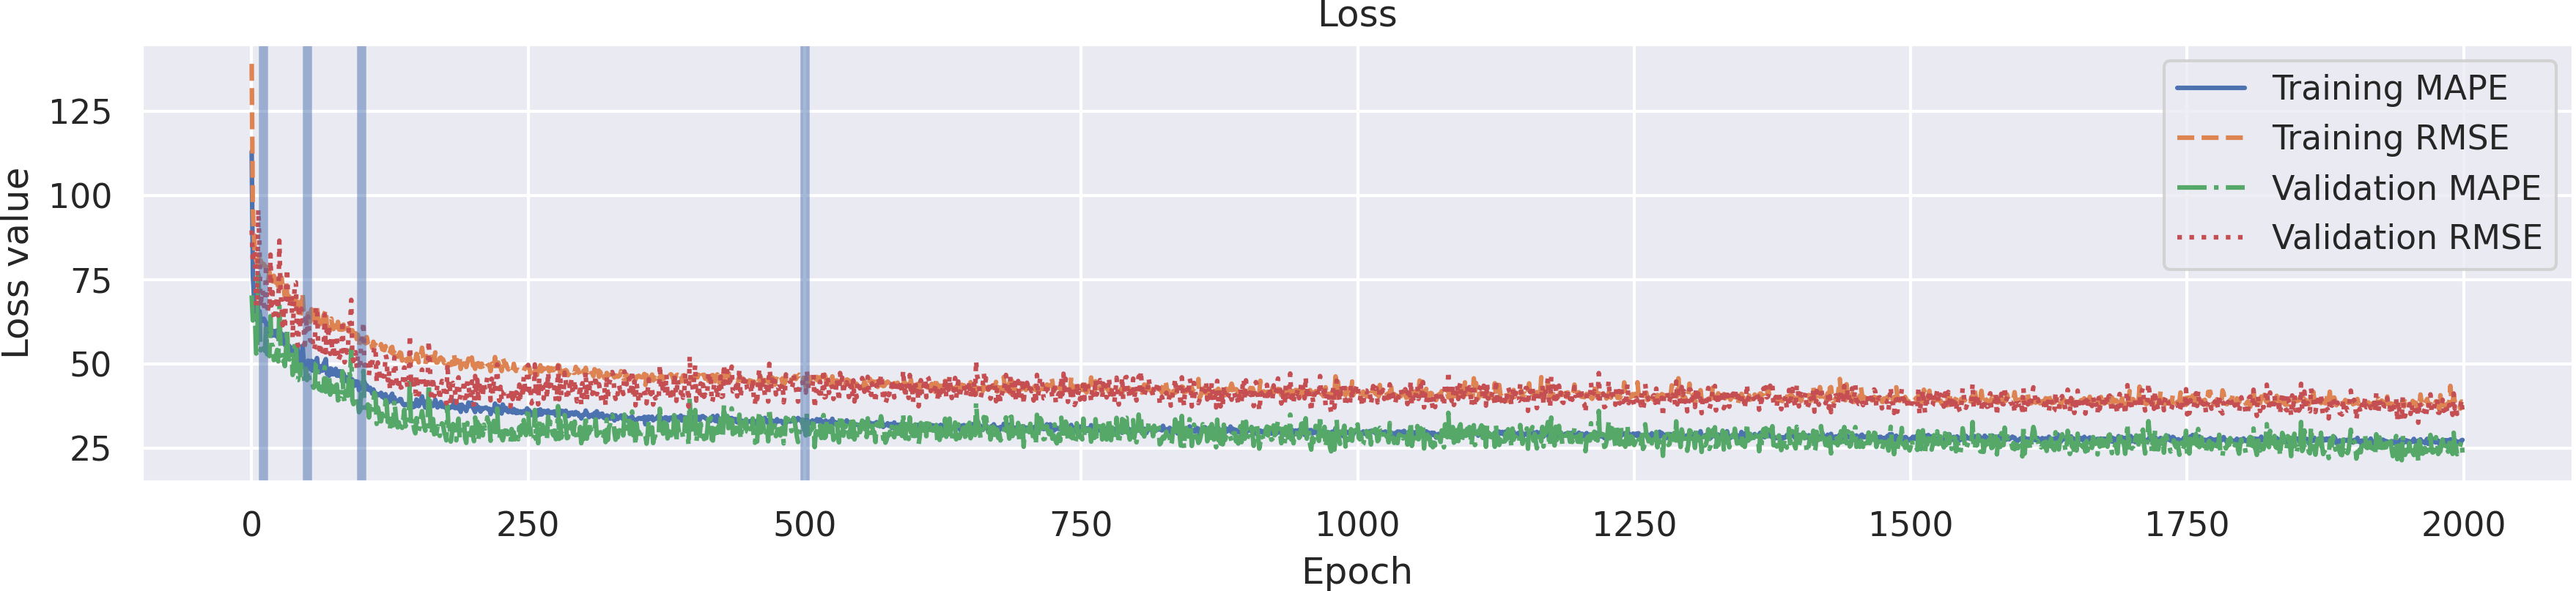 Loss
Loss value
125
100
75
50
25
Training MAPE
Training RMSE
Validation MAPE
Validation RMSE
0 250 500 750 1000 1250 1500 1750 2000
Epoch